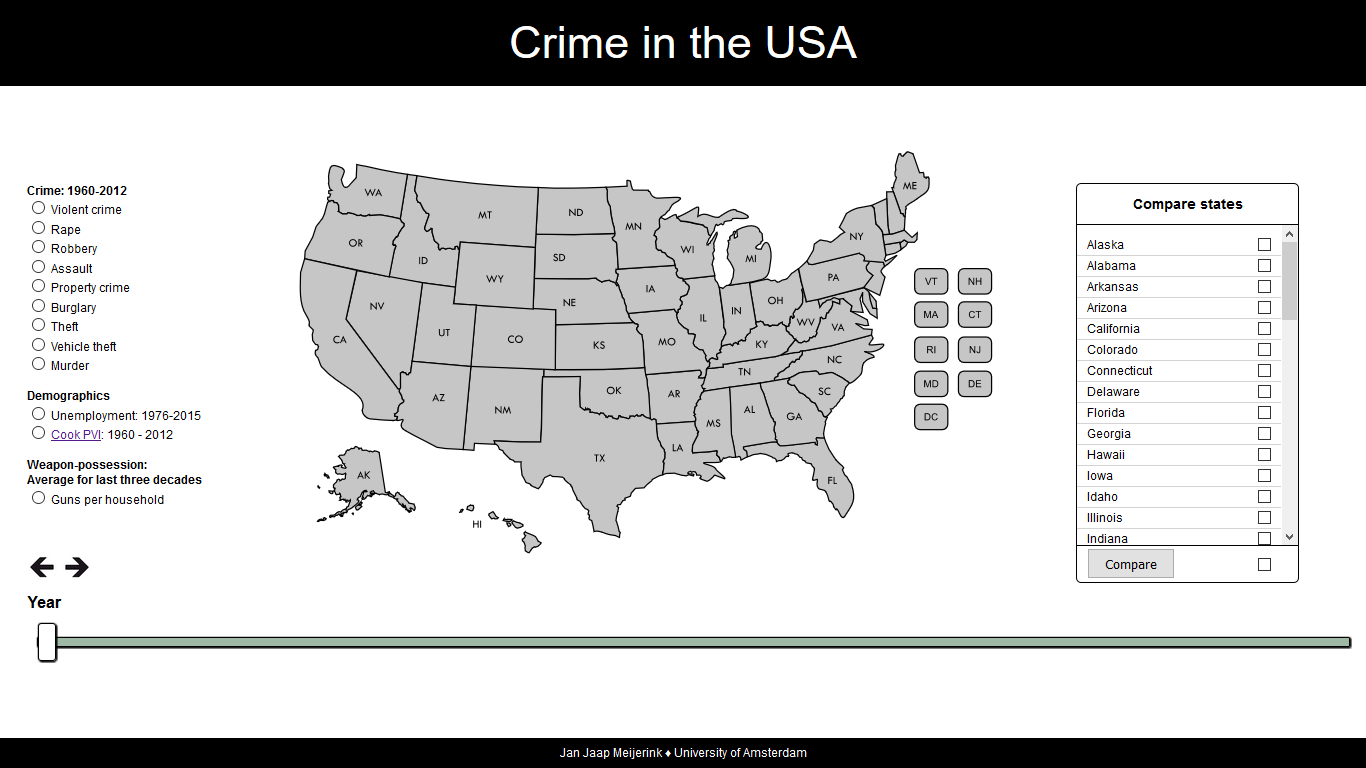 Crime in the USA
Crime: 1960-2012
Violent crime
Rape
Robbery
Assault
Property crime
Burglary
Theft
Vehicle theft
Murder
Demographics
Unemployment: 1976-2015
Cook PVI: 1960 - 2012
Weapon-possession:
Average for last three decades
Guns per household
Year
WA
OR
CA
NV
ID
MT
WY
UT
CO
AZ
NM
ND
SD
NE
KS
OK
TX
MN
IA
MO
AR
LA
WI
IL
MI
IN
OH
KY
TN
MS
AL
GA
FL
SC
NC
VA
WV
PA
NY
ME
AK
HI
VT
NH
MA
CT
RI
NJ
MD
DE
DC
Compare states
Alaska
Alabama
Arkansas
Arizona
California
Colorado
Connecticut
Delaware
Florida
Georgia
Hawaii
Iowa
Idaho
Illinois
Indiana
Compare
Jan Jaap Meijerink ♦ University of Amsterdam